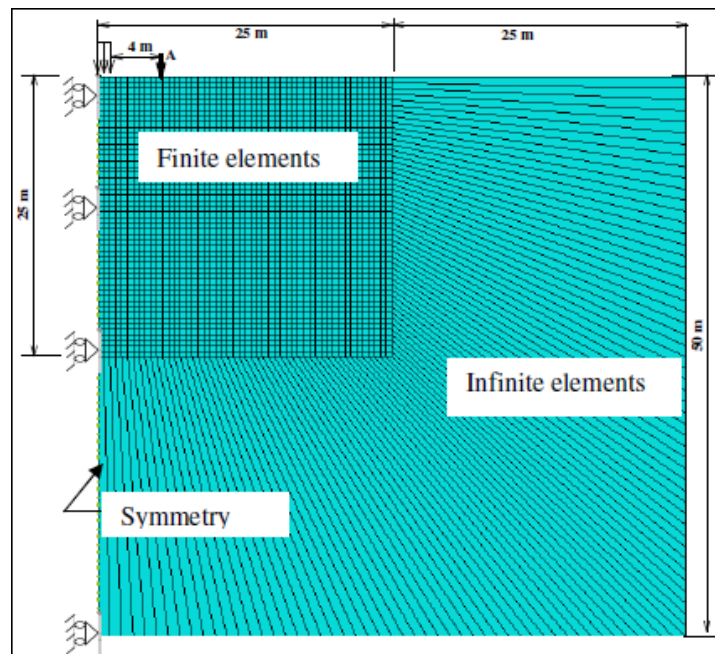 25 m
25 m
4 m
A
Finite elements
25 m
50 m
Infinite elements
Symmetry